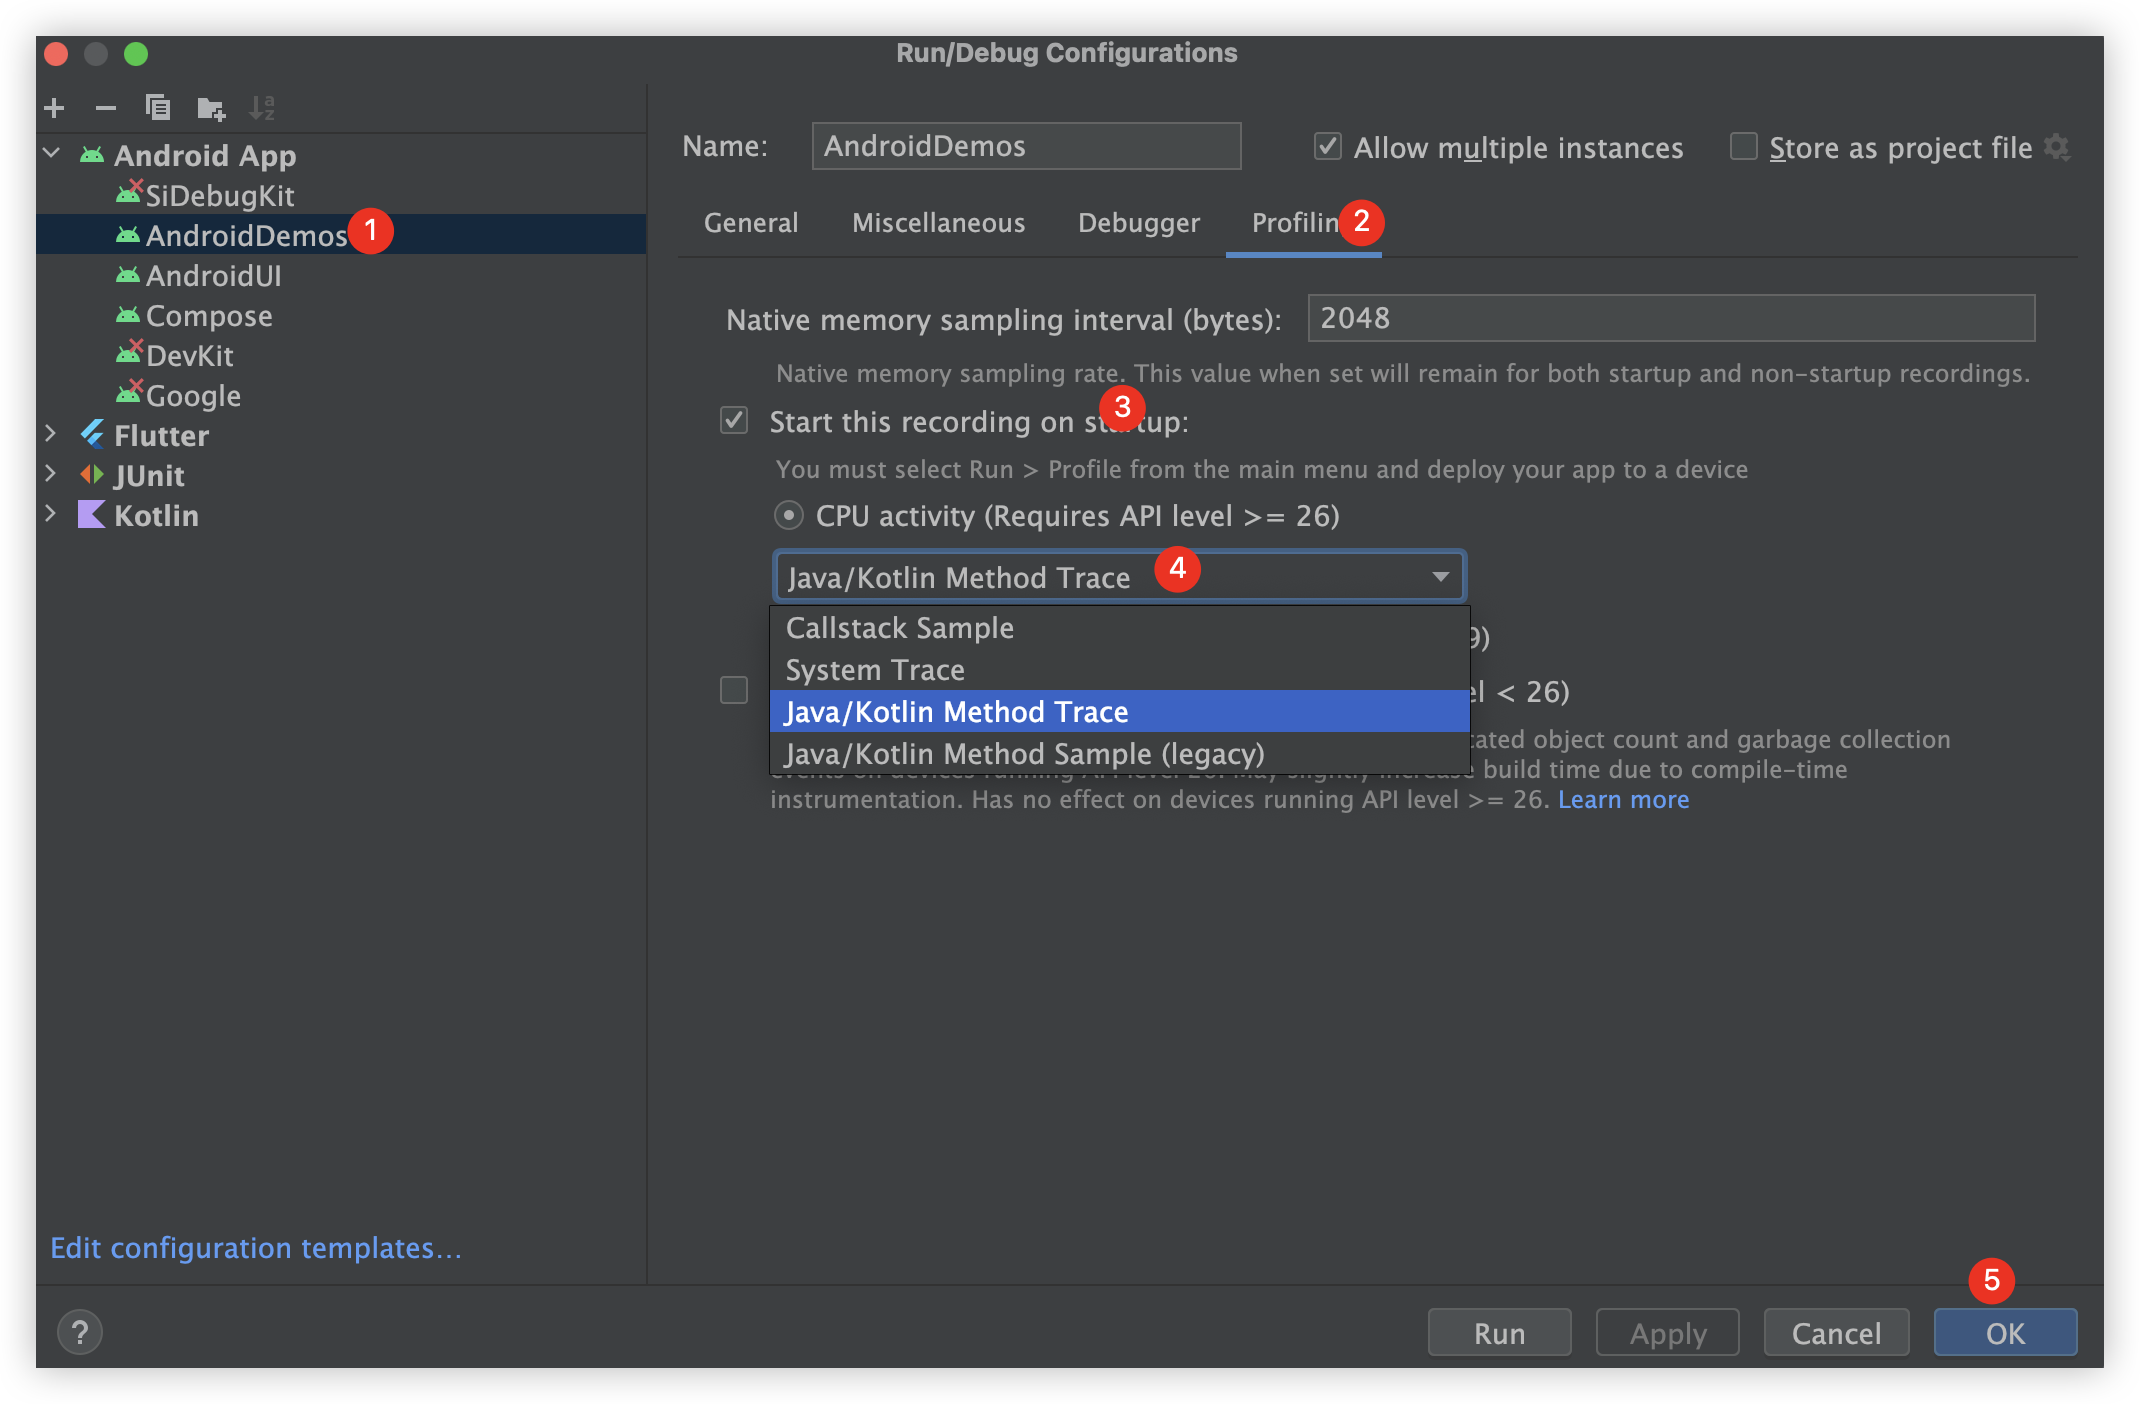 Run/Debug Configurations
Android App
SiDebugKit
AndroidDemos 1
AndroidUI
Compose
DevKit
Google
Flutter
JUnit
Kotlin
Edit configuration templates...
Name: AndroidDemos Allow multiple instances Store as project file
General Miscellaneous Debugger Profilin 2
Native memory sampling interval (bytes): 2048
Native memory sampling rate. This value when set will remain for both startup and non-startup recordings.
3
Start this recording on startup:
You must select Run > Profile from the main menu and deploy your app to a device
CPU activity (Requires API level >= 26)
Java/Kotlin Method Trace 4
Callstack Sample
9)
System Trace
< 26)
Java/Kotlin Method Trace
object count and garbage collection
Java/Kotlin Method Sample (legacy)
build time due to compile-time
instrumentation. Has no effect on devices running API level >= 26. Learn more
5
? Run Apply Cancel OK